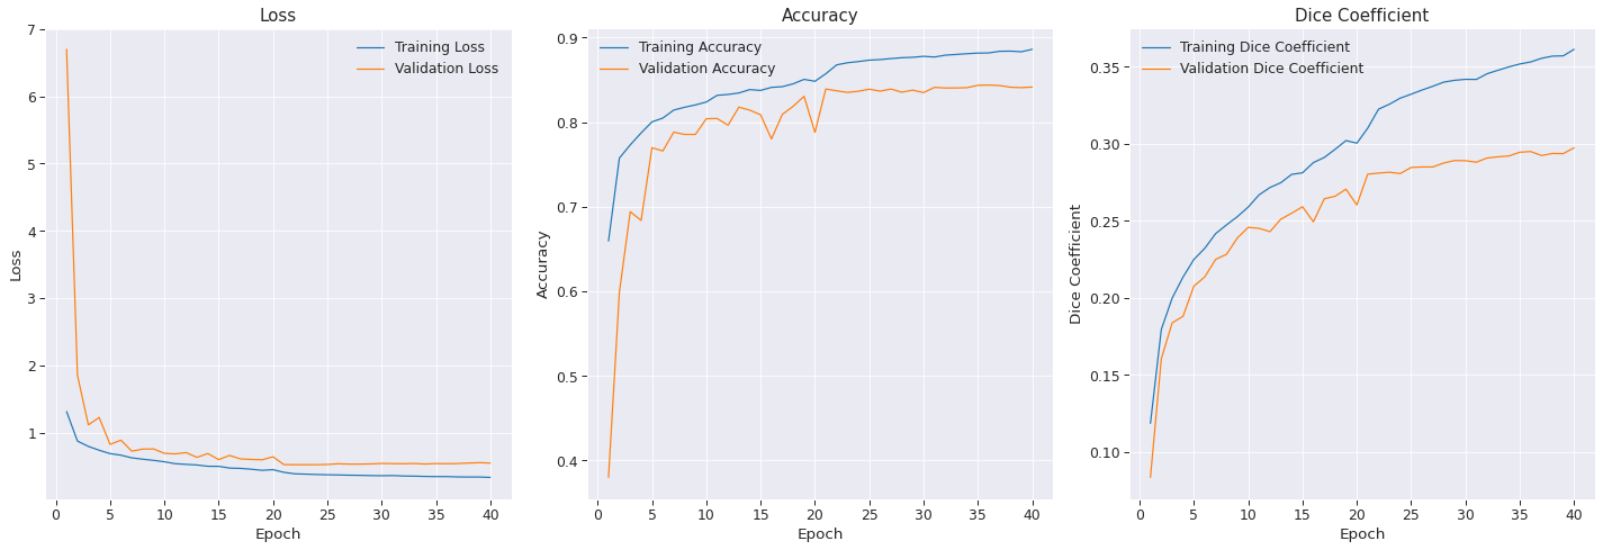 Loss
7
6
5
4
3
2
1
Loss
Training Loss
Validation Loss
0 5 10 15 20 25 30 35 40
Epoch
Accuracy
0.9
0.8
0.7
0.6
0.5
0.4
Accuracy
Training Accuracy
Validation Accuracy
0 5 10 15 20 25 30 35 40
Epoch
Dice Coefficient
0.35
0.30
0.25
0.20
0.15
0.10
Dice Coefficient
Training Dice Coefficient
Validation Dice Coefficient
0 5 10 15 20 25 30 35 40
Epoch